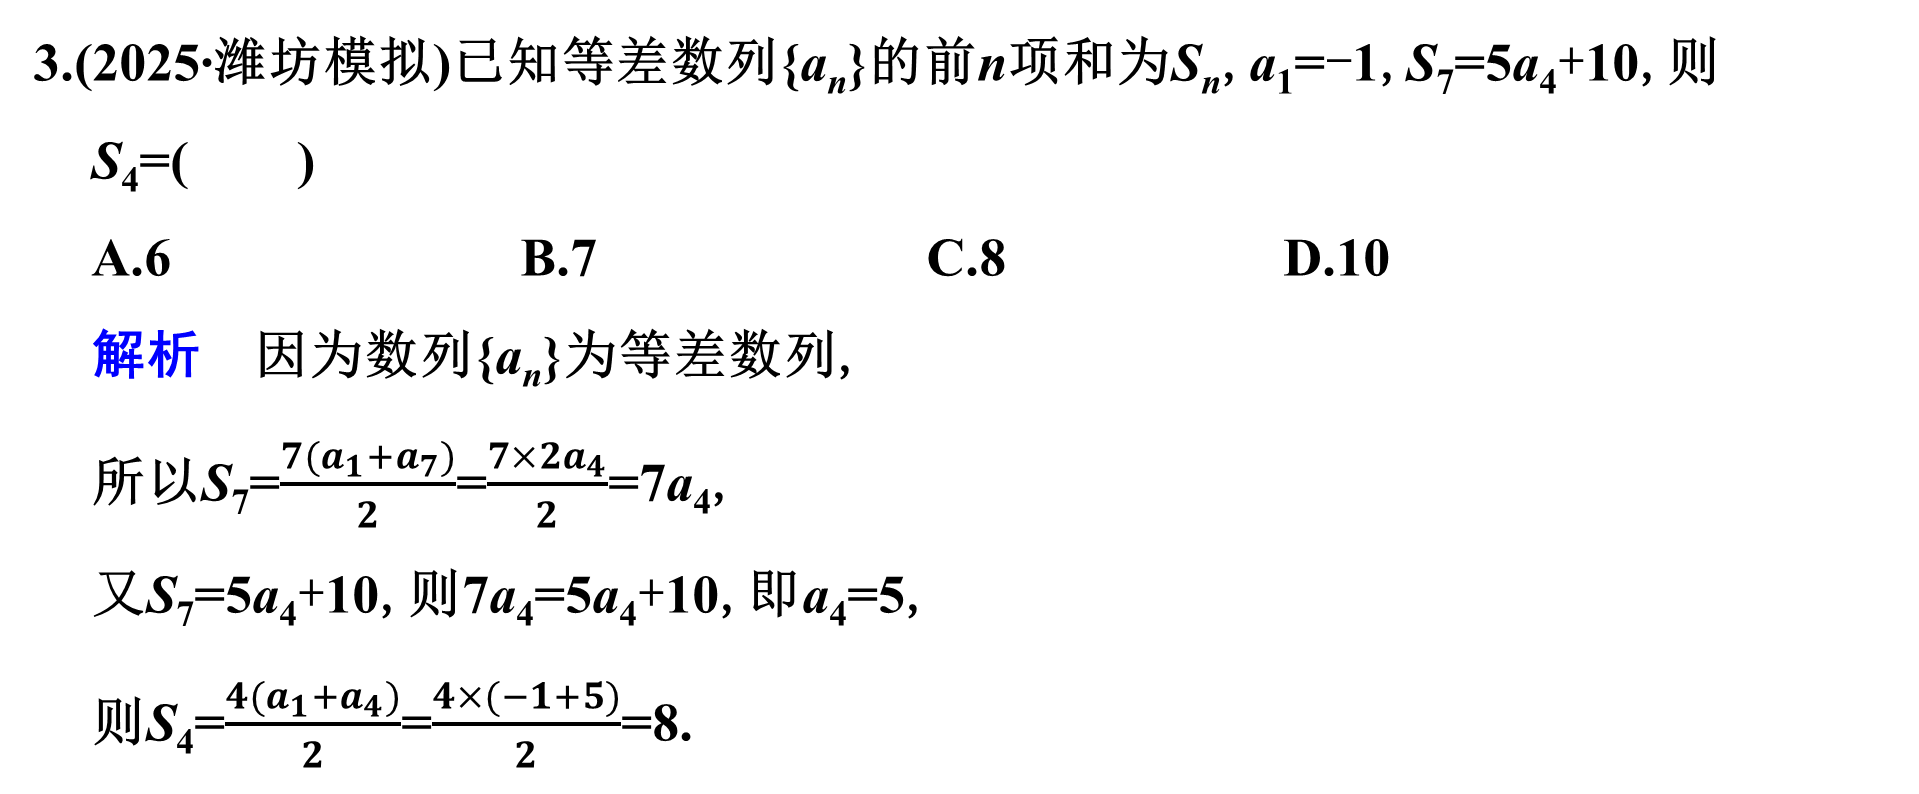 3.(2025·潍坊模拟)已知等差数列{aₙ}的前n项和为Sₙ, a₁=−1, S₇=5a₄+10, 则
S₄=(    )
A.6    B.7    C.8    D.10
解析 因为数列{aₙ}为等差数列,
所以S₇=7(a₁+a₇)/2=7×2a₄/2=7a₄,
又S₇=5a₄+10, 则7a₄=5a₄+10, 即a₄=5,
则S₄=4(a₁+a₄)/2=4×(−1+5)/2=8.